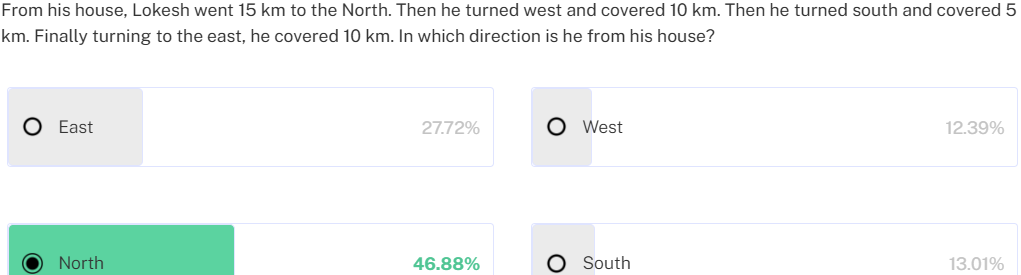 From his house, Lokesh went 15 km to the North. Then he turned west and covered 10 km. Then he turned south and covered 5
km. Finally turning to the east, he covered 10 km. In which direction is he from his house?
East 27.72%
West 12.39%
North 46.88%
South 13.01%